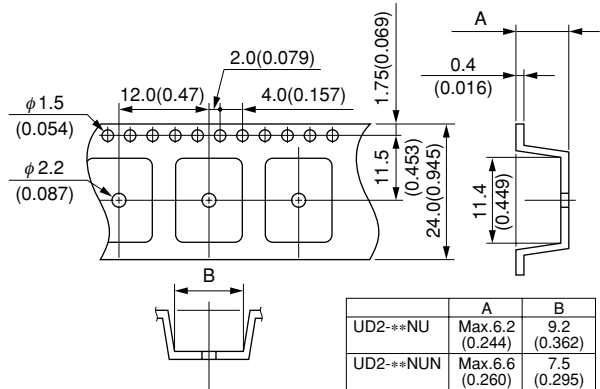 A
2.0(0.079)
1.75(0.069)
0.4
(0.016)
12.0(0.47)
4.0(0.157)
φ1.5
(0.054)
φ2.2
(0.087)
11.5
(0.453)
24.0(0.945)
11.4
(0.449)
B
A B
UD2-**NU Max.6.2 9.2
(0.244) (0.362)
UD2-**NUN Max.6.6 7.5
(0.260) (0.295)